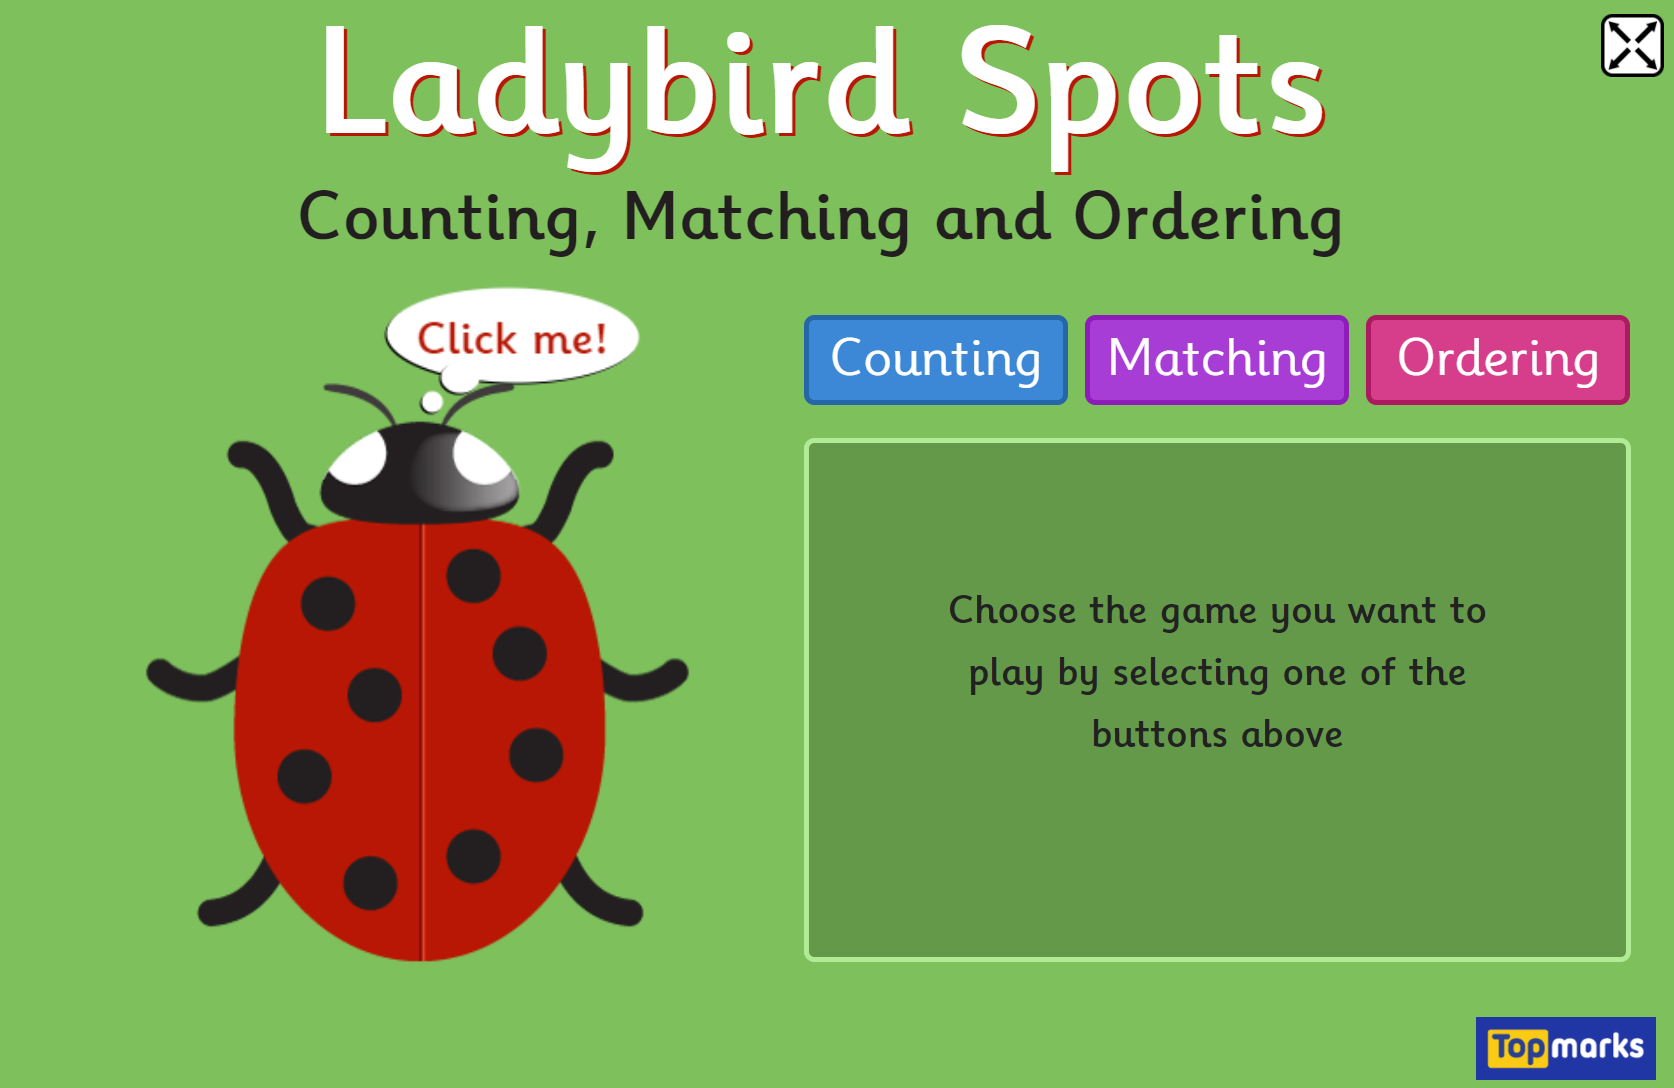 Ladybird Spots
Counting, Matching and Ordering
Click me!
Counting
Matching
Ordering
Choose the game you want to
play by selecting one of the
buttons above
Topmarks